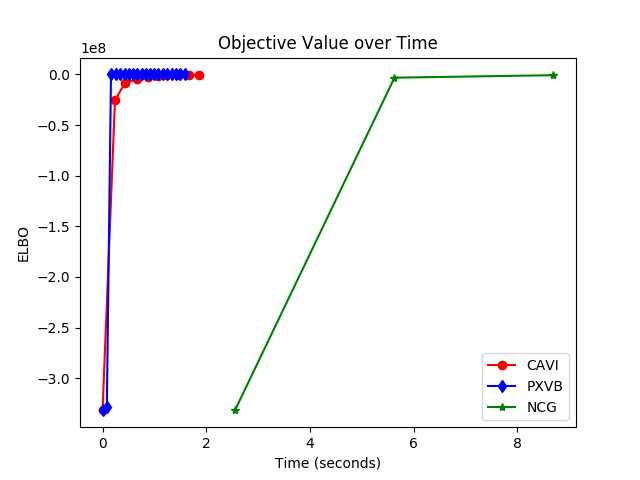 Objective Value over Time
1e8
0.0
−0.5
−1.0
−1.5
−2.0
−2.5
−3.0
ELBO
0 2 4 6 8
Time (seconds)
CAVI
PXVB
NCG